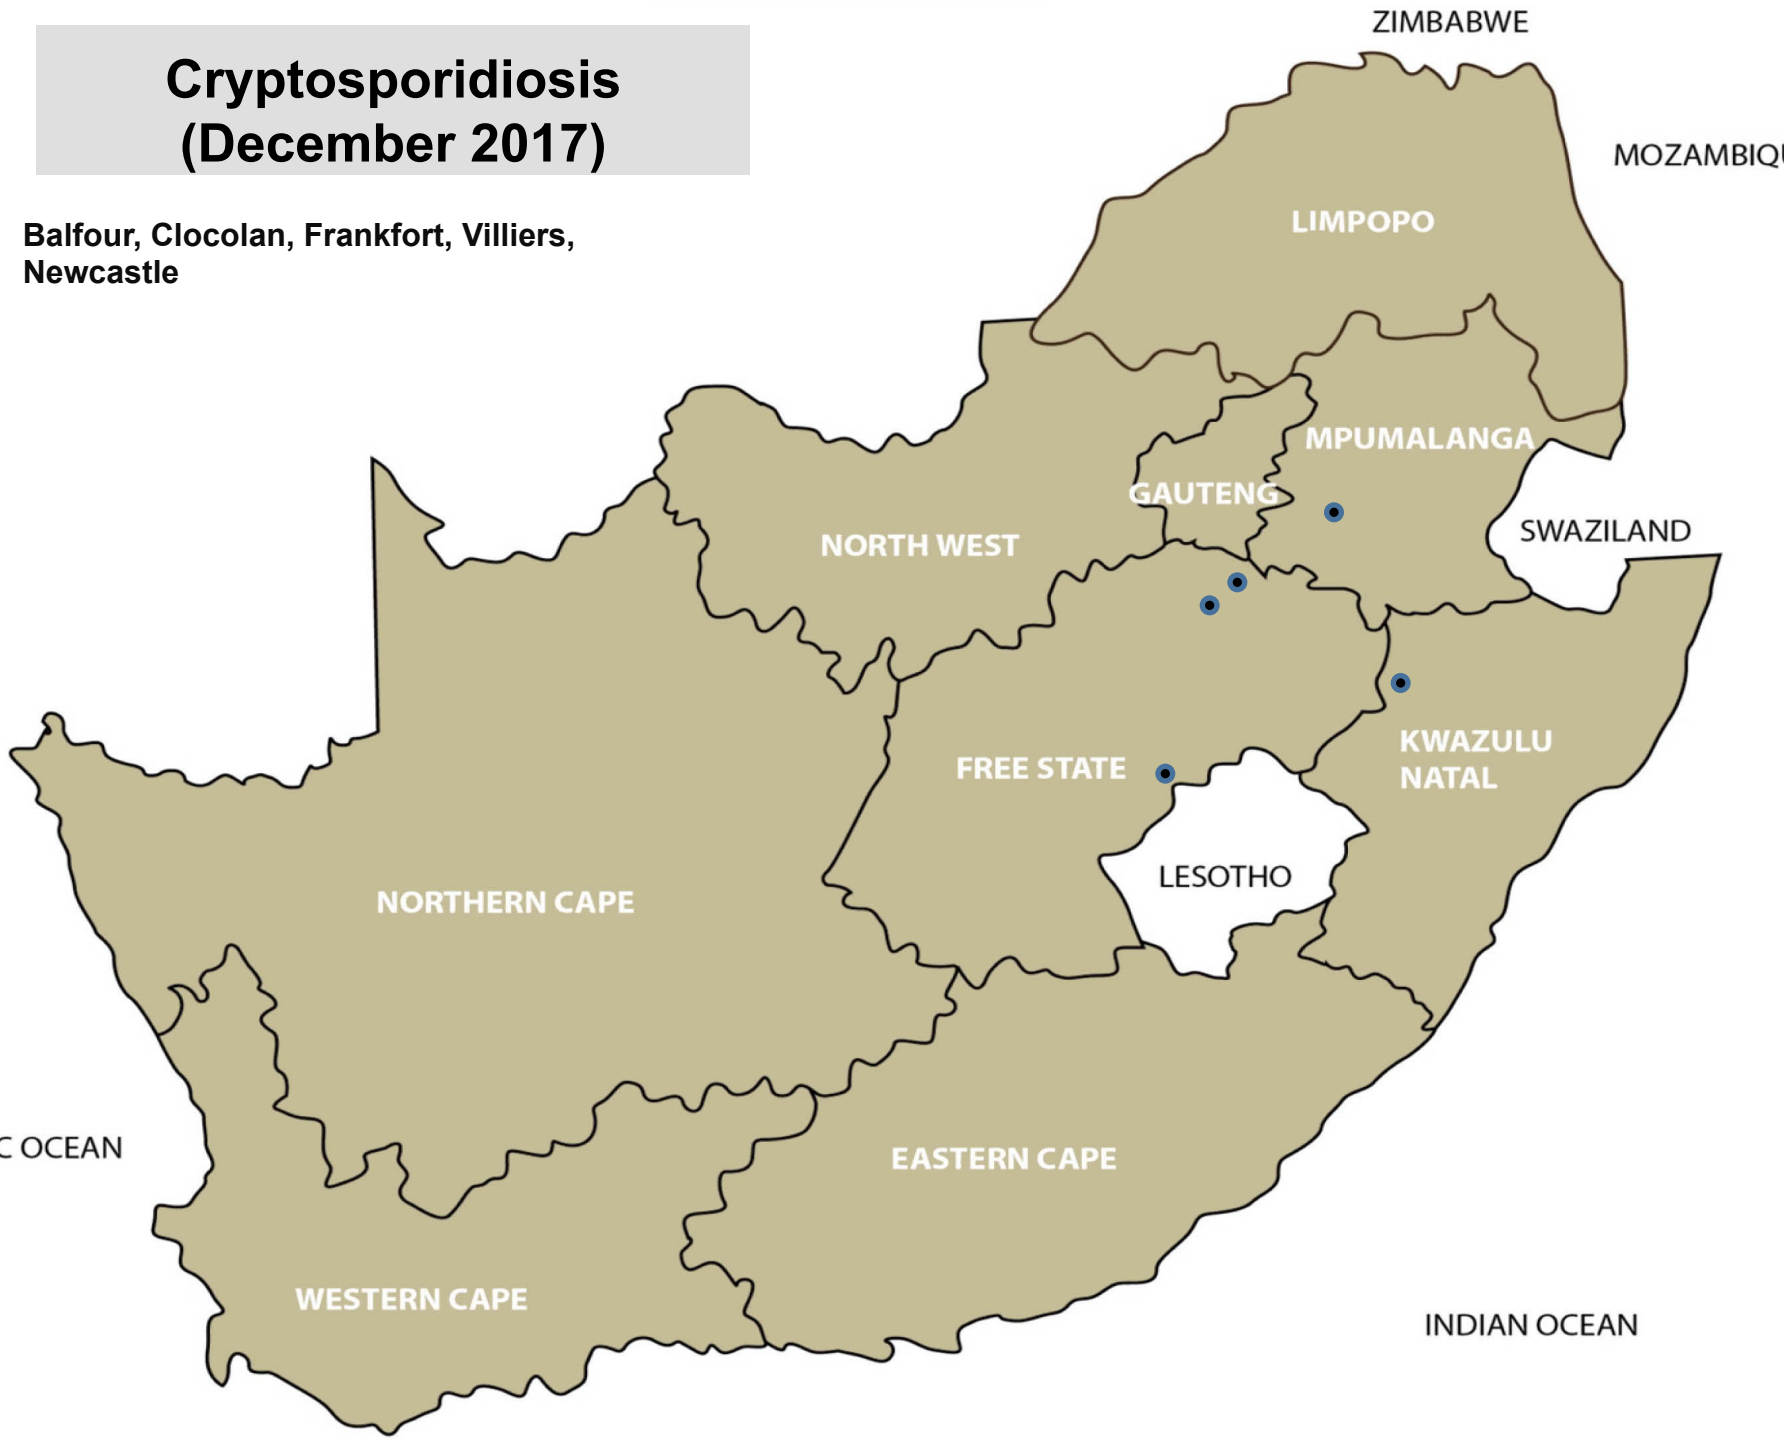 Cryptosporidiosis
(December 2017)
Balfour, Clocolan, Frankfort, Villiers,
Newcastle
ZIMBABWE
MOZAMBIQU
LIMPOPO
MPUMALANGA
GAUTENG
SWAZILAND
NORTH WEST
KWAZULU
NATAL
FREE STATE
LESOTHO
NORTHERN CAPE
C OCEAN
EASTERN CAPE
WESTERN CAPE
INDIAN OCEAN